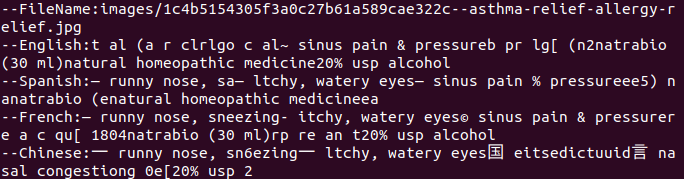 --FileName:images/1c4b5154305f3a0c27b61a589cae322c--asthma-relief-allergy-r
elief.jpg
--English:t al (a r clrlgo c al~ sinus pain & pressureb pr lg[ (n2natrabio
(30 ml)natural homeopathic medicine20% usp alcohol
--Spanish:— runny nose, sa— ltchy, watery eyes— sinus pain % pressureee5) n
anatrabio (enatural homeopathic medicineea
--French:— runny nose, sneezing- itchy, watery eyes© sinus pain & pressurer
e a c qu[ 1804natrabio (30 ml)rp re an t20% usp alcohol
--Chinese:一 runny nose, sn6ezing一 ltchy, watery eyes国 eitsedictuuid言 na
sal congestiong 0e[20% usp 2